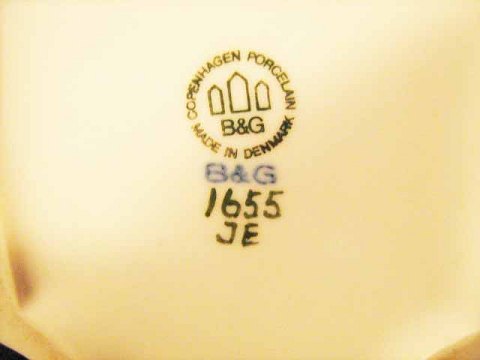 COPENHAGEN PORCELAIN
B&G
MADE IN DENMARK
B&G
1655
JE